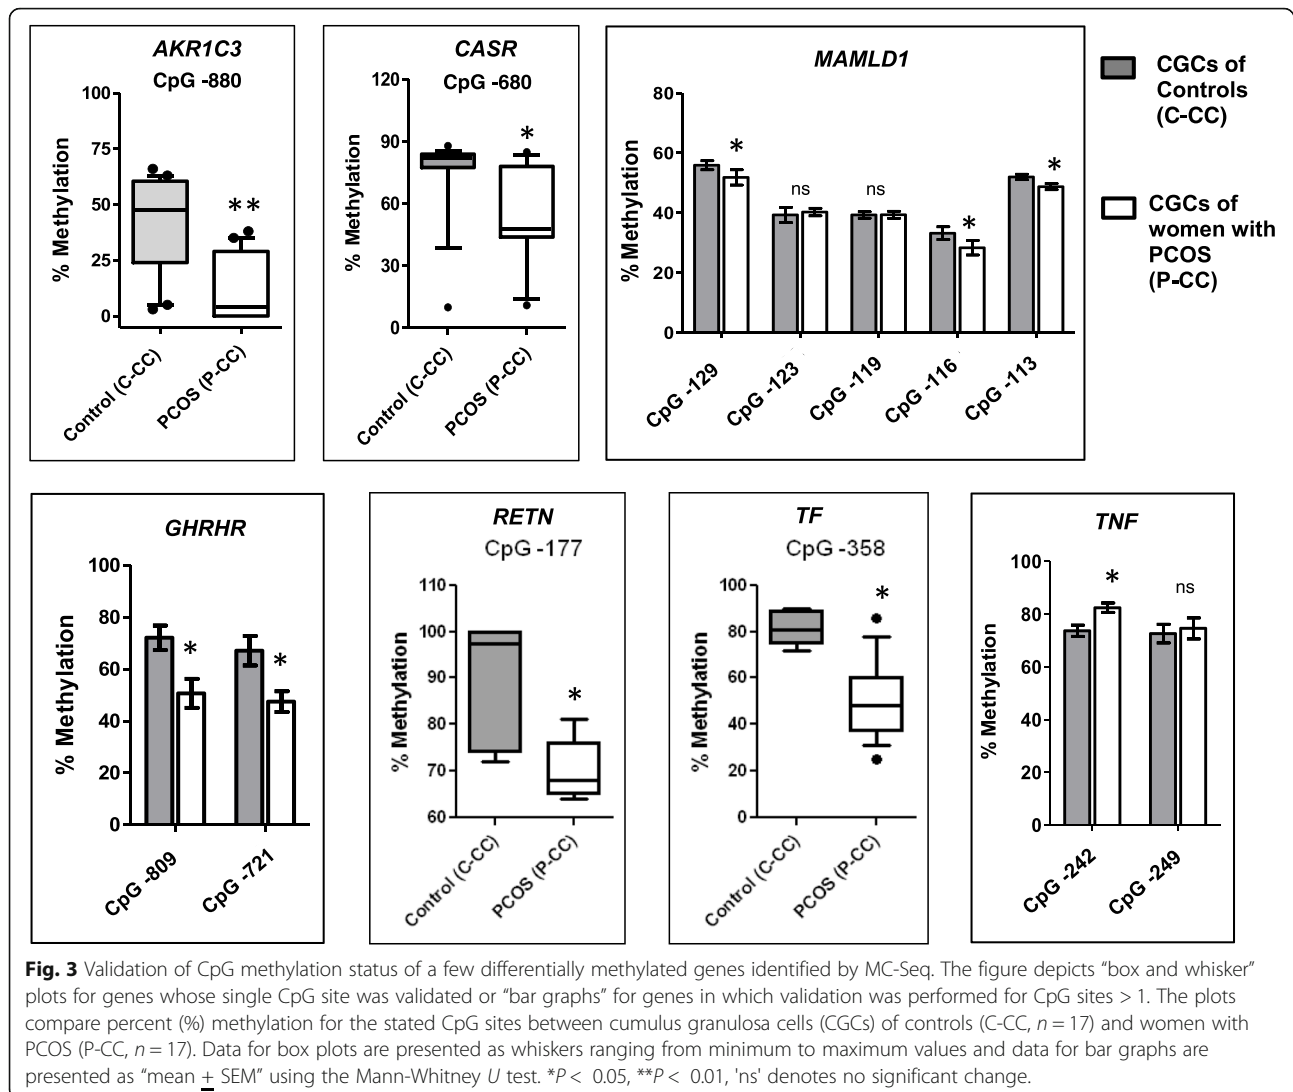 AKR1C3
CpG -880
% Methylation
100
75
50
25
0
**
Control (C-CC)
PCOS (P-CC)
CASR
CpG -680
% Methylation
120
90
60
30
0
*
Control (C-CC)
PCOS (P-CC)
MAMLD1
% Methylation
80
60
40
20
0
*
ns
ns
*
*
CpG -129
CpG -123
CpG -119
CpG -116
CpG -113
CGCs of
Controls
(C-CC)
CGCs of
women with
PCOS
(P-CC)
GHRHR
% Methylation
100
80
60
40
20
0
*
*
CpG -809
CpG -721
RETN
CpG -177
% Methylation
110
100
90
80
70
60
*
Control (C-CC)
PCOS (P-CC)
TF
CpG -358
% Methylation
100
80
60
40
20
0
*
Control (C-CC)
PCOS (P-CC)
TNF
% Methylation
100
80
60
40
20
0
*
ns
CpG -242
CpG -249
Fig. 3 Validation of CpG methylation status of a few differentially methylated genes identified by MC-Seq. The figure depicts “box and whisker”
plots for genes whose single CpG site was validated or “bar graphs” for genes in which validation was performed for CpG sites > 1. The plots
compare percent (%) methylation for the stated CpG sites between cumulus granulosa cells (CGCs) of controls (C-CC, n = 17) and women with
PCOS (P-CC, n = 17). Data for box plots are presented as whiskers ranging from minimum to maximum values and data for bar graphs are
presented as “mean ± SEM” using the Mann-Whitney U test. *P < 0.05, **P < 0.01, 'ns' denotes no significant change.